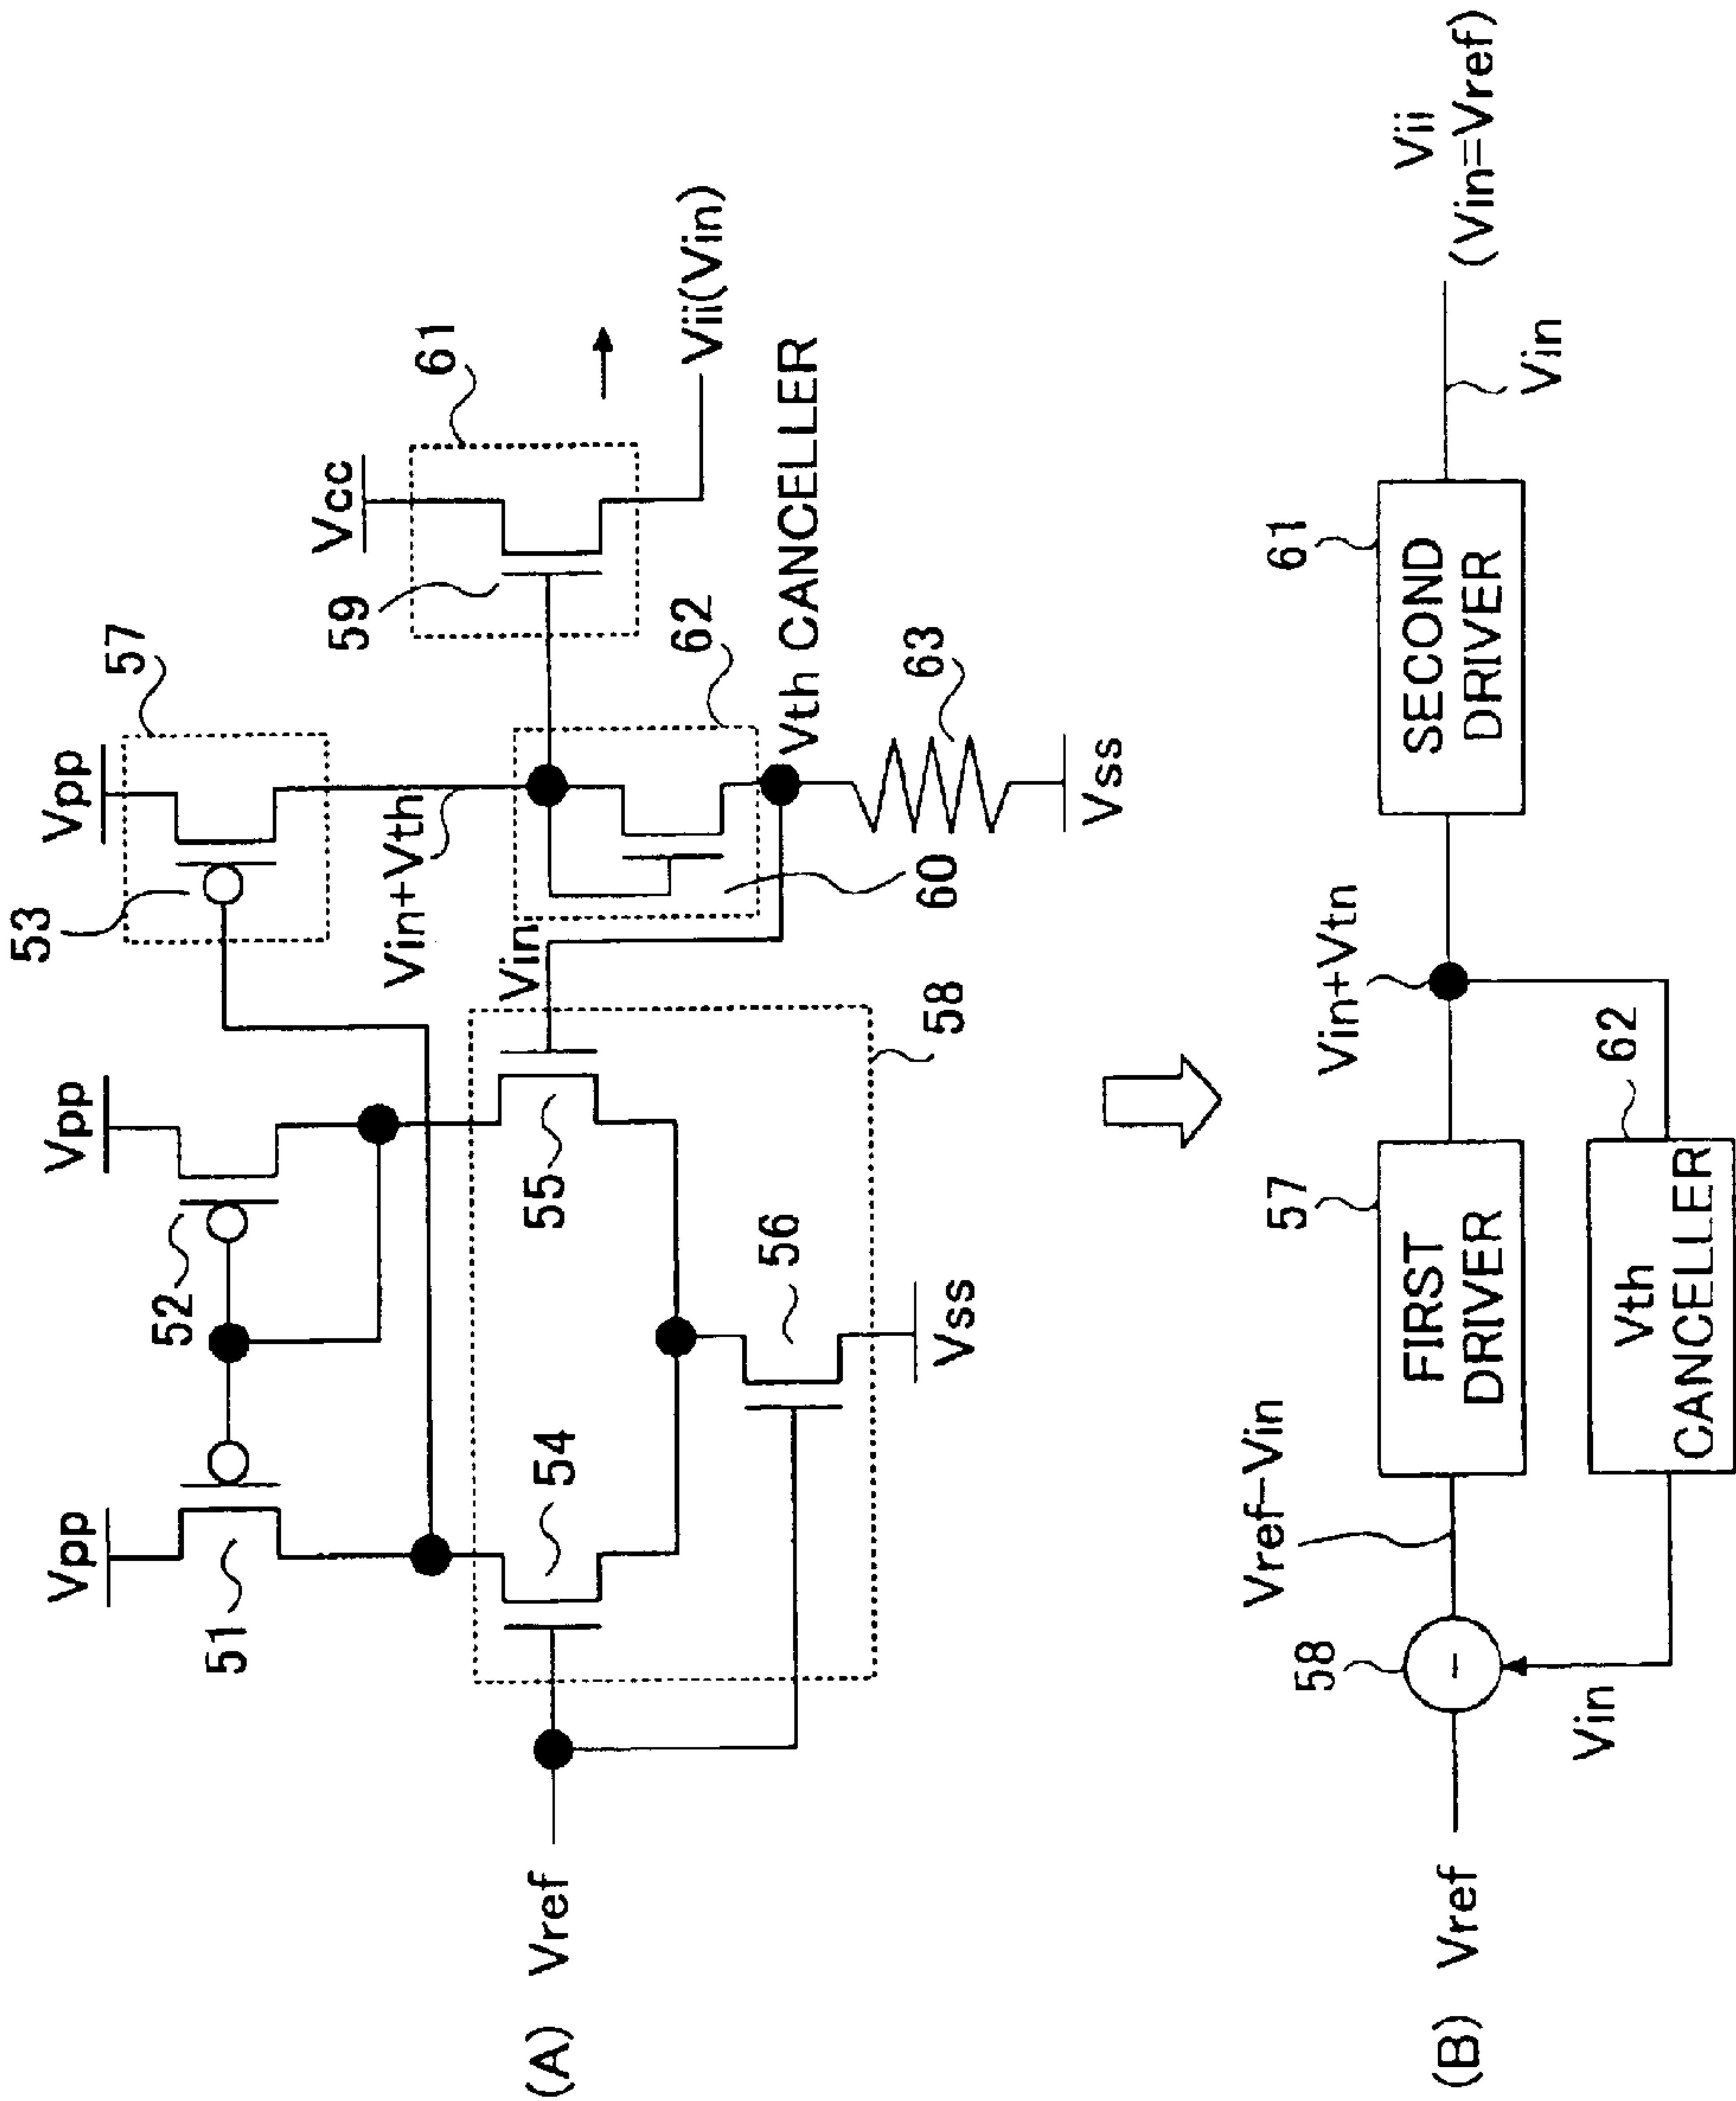 (A)
Vpp
Vpp
Vpp
57
53
51
52
Vcc
61
59
Vin+Vth
Vin
62
60
54
55
58
56
Vref
Vii(Vin)
Vth CANCELLER
63
Vss
Vss
(B)
Vref
58
-
Vref-Vin
Vin
57
FIRST
DRIVER
62
Vth
CANCELLER
Vin+Vtn
61
SECOND
DRIVER
Vin
Vii
(Vin=Vref)